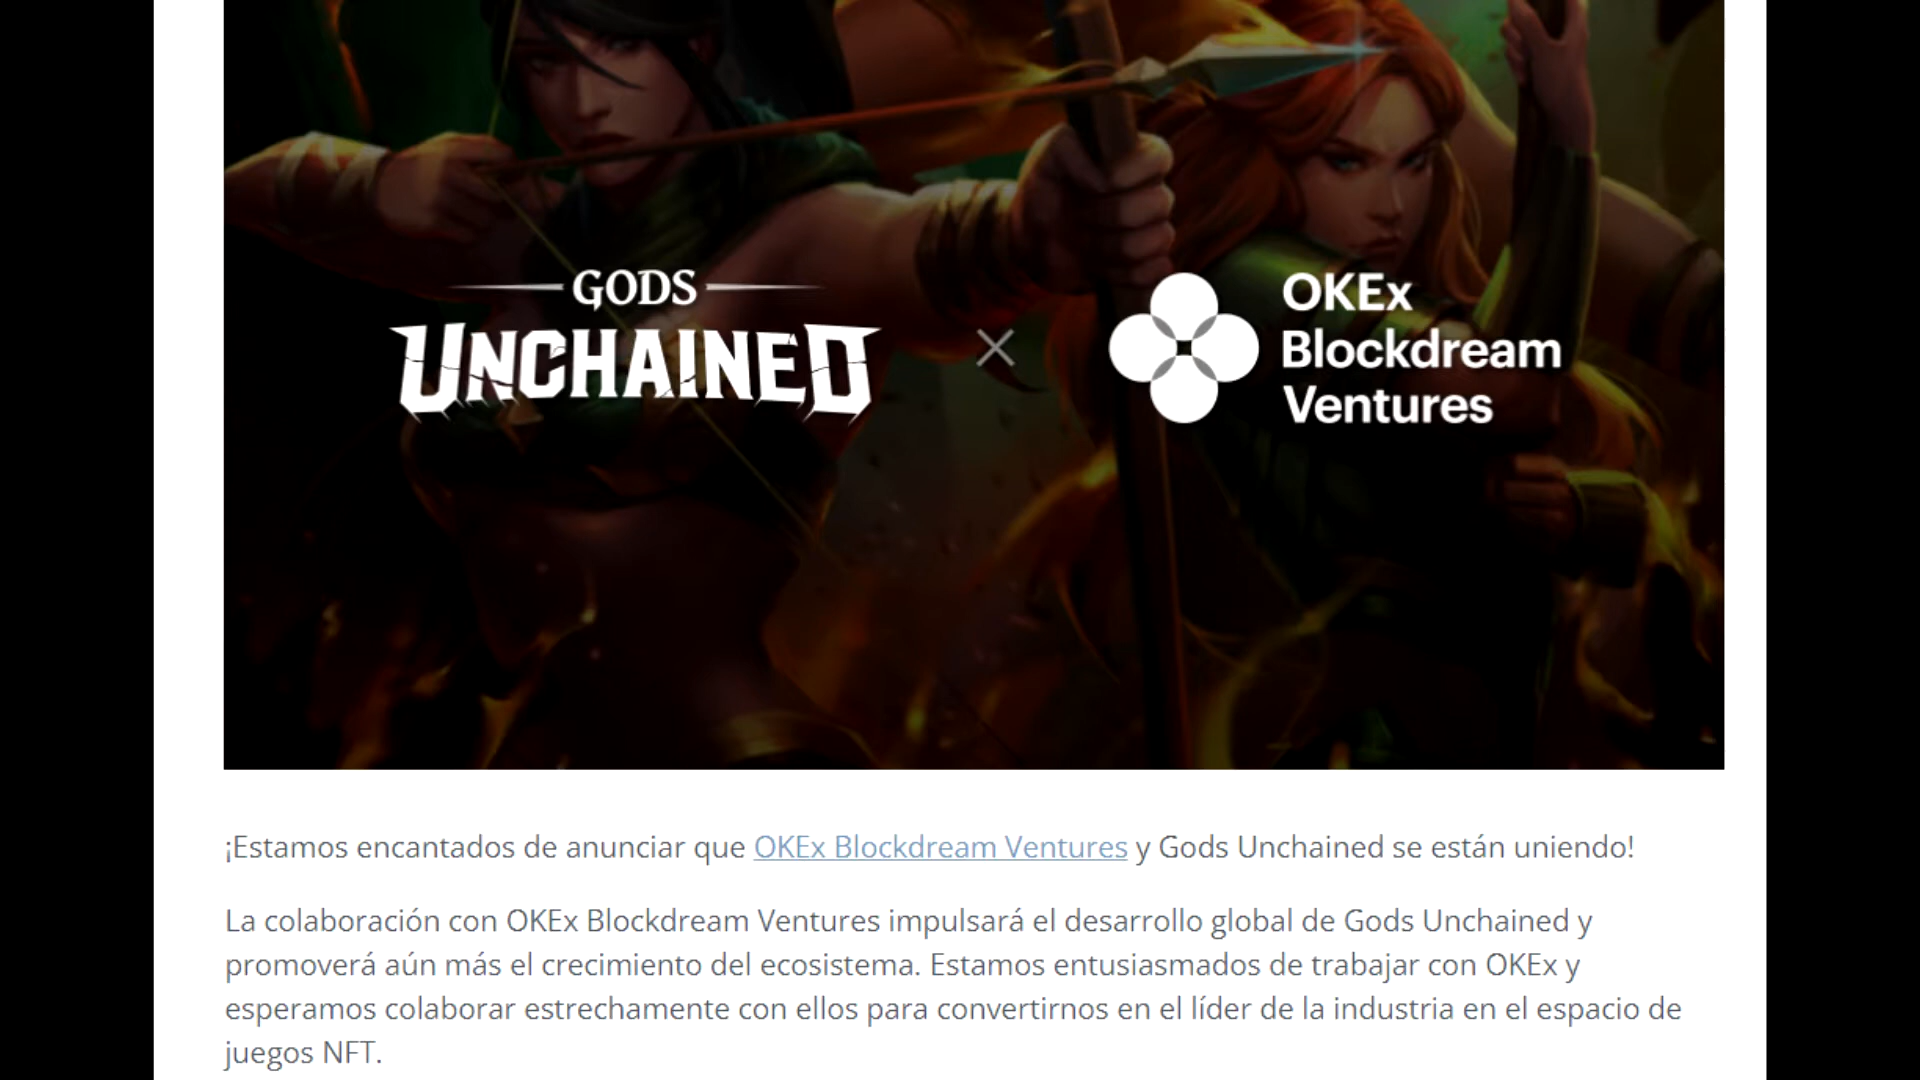 GODS
UNCHAINED
OKEx
Blockdream
Ventures
¡Estamos encantados de anunciar que OKEx Blockdream Ventures y Gods Unchained se están uniendo!
La colaboración con OKEx Blockdream Ventures impulsará el desarrollo global de Gods Unchained y
promoverá aún más el crecimiento del ecosistema. Estamos entusiasmados de trabajar con OKEx y
esperamos colaborar estrechamente con ellos para convertirnos en el líder de la industria en el espacio de
juegos NFT.